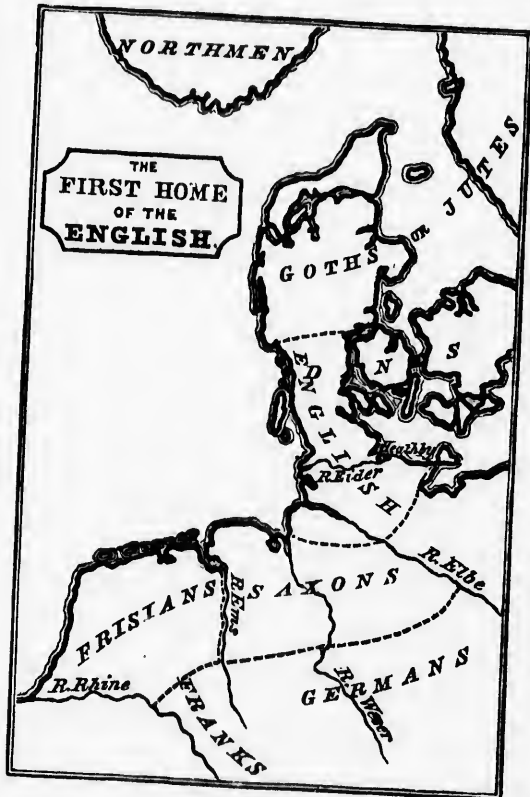 NORTHMEN
THE
FIRST HOME
OF THE
ENGLISH.
GOTHS OR JUTES
D N S
ENGLISH
Heathby
R.Eider
R.Elbe
FRISIANS
R.Ems
SAXONS
R.Rhine
FRANKS
R.Weser
GERMANS